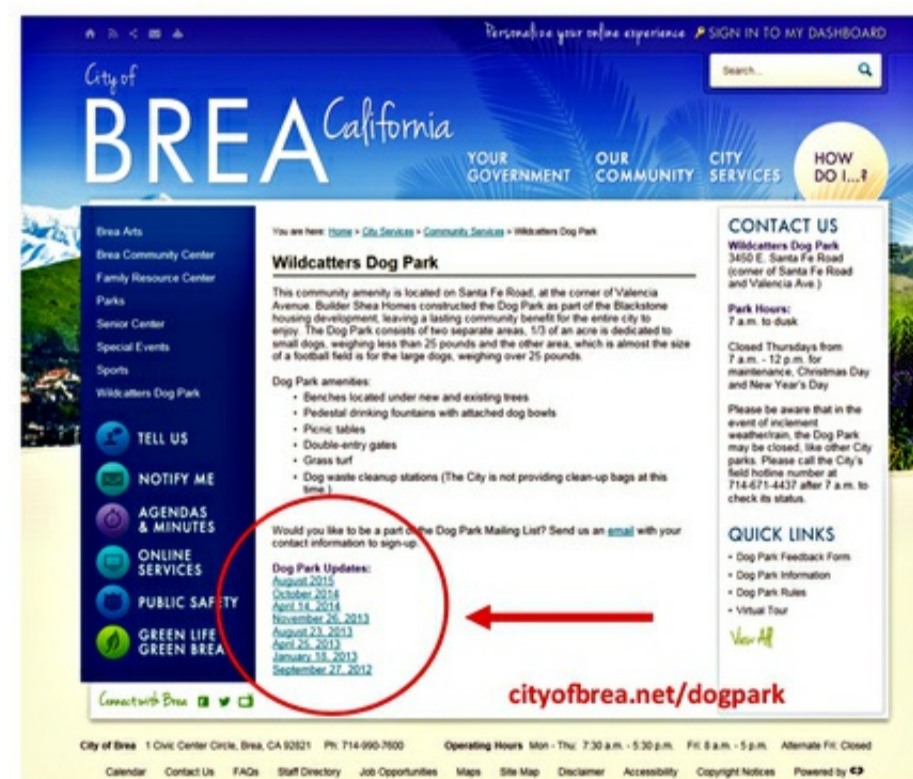 Personalize your online experience SIGN IN TO MY DASHBOARD
Search...
City of
BREA California
YOUR GOVERNMENT
OUR COMMUNITY
CITY SERVICES
HOW DO I...?
Brea Arts
Brea Community Center
Family Resource Center
Parks
Senior Center
Special Events
Sports
Wildcatters Dog Park
TELL US
NOTIFY ME
AGENDAS
& MINUTES
ONLINE
SERVICES
PUBLIC SAFETY
GREEN LIFE
GREEN BREA
Connect with Brea
You are here: Home > City Services > Community Services > Wildcatters Dog Park
Wildcatters Dog Park
This community amenity is located on Santa Fe Road, at the corner of Valencia
Avenue. Builder Shea Homes constructed the Dog Park as part of the Blackstone
housing development, leaving a lasting community benefit for the entire city to
enjoy. The Dog Park consists of two separate areas, 1/3 of an acre is dedicated to
small dogs, weighing less than 25 pounds and the other area, which is almost the size
of a football field is for the large dogs, weighing over 25 pounds.
Dog Park amenities:
• Benches located under new and existing trees
• Pedestal drinking fountains with attached dog bowls
• Picnic tables
• Double-entry gates
• Grass turf
• Dog waste cleanup stations (The City is not providing clean-up bags at this
time.)
Would you like to be a part of the Dog Park Mailing List? Send us an email with your
contact information to sign-up.
Dog Park Updates:
August 2015
October 2014
April 14, 2014
November 26, 2013
August 23, 2013
April 25, 2013
January 18, 2013
September 27, 2012
cityofbrea.net/dogpark
CONTACT US
Wildcatters Dog Park
3450 E. Santa Fe Road
(corner of Santa Fe Road
and Valencia Ave.)
Park Hours:
7 a.m. to dusk
Closed Thursdays from
7 a.m. - 12 p.m. for
maintenance, Christmas Day
and New Year's Day
Please be aware that in the
event of inclement
weather/rain, the Dog Park
may be closed, like other City
parks. Please call the City's
field hotline number at
714-671-4437 after 7 a.m. to
check its status.
QUICK LINKS
• Dog Park Feedback Form
• Dog Park Information
• Dog Park Rules
• Virtual Tour
View All
City of Brea 1 Civic Center Circle, Brea, CA 92821 Ph: 714-990-7600 Operating Hours Mon - Thu: 7:30 a.m. - 5:30 p.m. Fri: 8 a.m. - 5 p.m. Alternate Fri: Closed
Calendar Contact Us FAQs Staff Directory Job Opportunities Maps Site Map Disclaimer Accessibility Copyright Notices Powered by